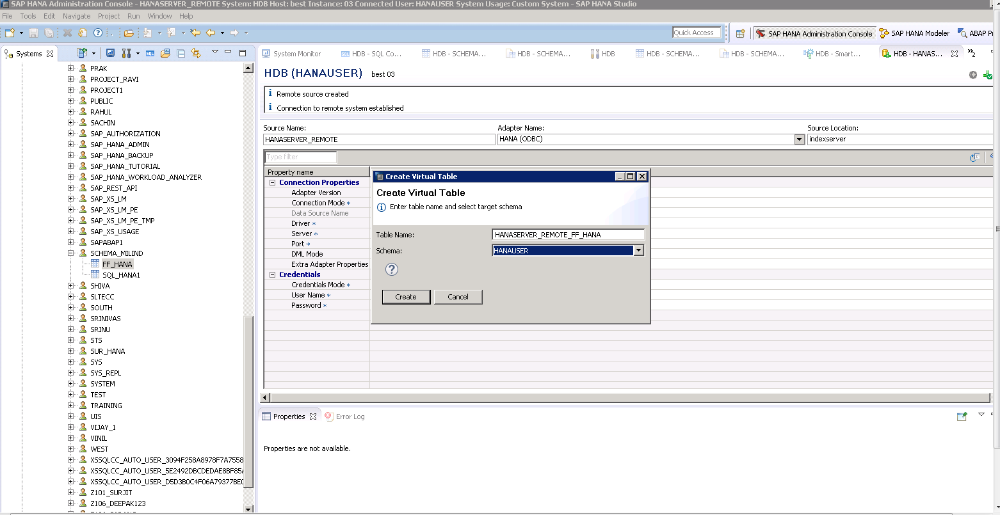 SAP HANA Administration Console - HANASERVER_REMOTE System: HDB Host: best Instance: 03 Connected User: HANAUSER System Usage: Custom System - SAP HANA Studio
File Tools Edit Navigate Project Run Window Help
Quick Access
SAP HANA Administration Console
SAP HANA Modeler
Systems
PRAK
PROJECT_RAVI
PROJECT1
PUBLIC
RAHUL
SACHIN
SAP_AUTHORIZATION
SAP_HANA_ADMIN
SAP_HANA_BACKUP
SAP_HANA_TUTORIAL
SAP_HANA_WORKLOAD_ANALYZER
SAP_REST_API
SAP_XS_LM
SAP_XS_LM_PE
SAP_XS_LM_PE_TMP
SAP_XS_USAGE
SAPABAP1
SCHEMA_MILIND
FF_HANA
SQL_HANA1
SHIVA
SLTECC
SOUTH
SRINIVAS
SRINU
STS
SUR_HANA
SYS
SYS_REPL
SYSTEM
TEST
TRAINING
UIS
VIJAY_1
VINIL
WEST
XSSQLCC_AUTO_USER_3094F258A8978F7A7558
XSSQLCC_AUTO_USER_5E2492DBCDEDAE8BF85A
XSSQLCC_AUTO_USER_D5D3B0C4F06A79377BE0
Z101_SURJIT
Z106_DEEPAK123
System Monitor
HDB - SQL Co...
HDB - SCHEMA...
HDB - SCHEMA...
HDB
HDB - SCHEMA...
HDB - SCHEMA...
HDB - Smart...
HDB - HANAS...
HDB (HANAUSER) best 03
Remote source created
Connection to remote system established
Source Name:
HANASERVER_REMOTE
Adapter Name:
HANA (ODBC)
Source Location:
indexserver
Type filter
Property name
Connection Properties
Adapter Version
Connection Mode *
Data Source Name
Driver *
Server *
Port *
DML Mode
Extra Adapter Properties
Credentials
Credentials Mode *
User Name *
Password *
Create Virtual Table
Create Virtual Table
Enter table name and select target schema
Table Name: HANASERVER_REMOTE_FF_HANA
Schema: HANAUSER
Create
Cancel
Properties
Error Log
Properties are not available.